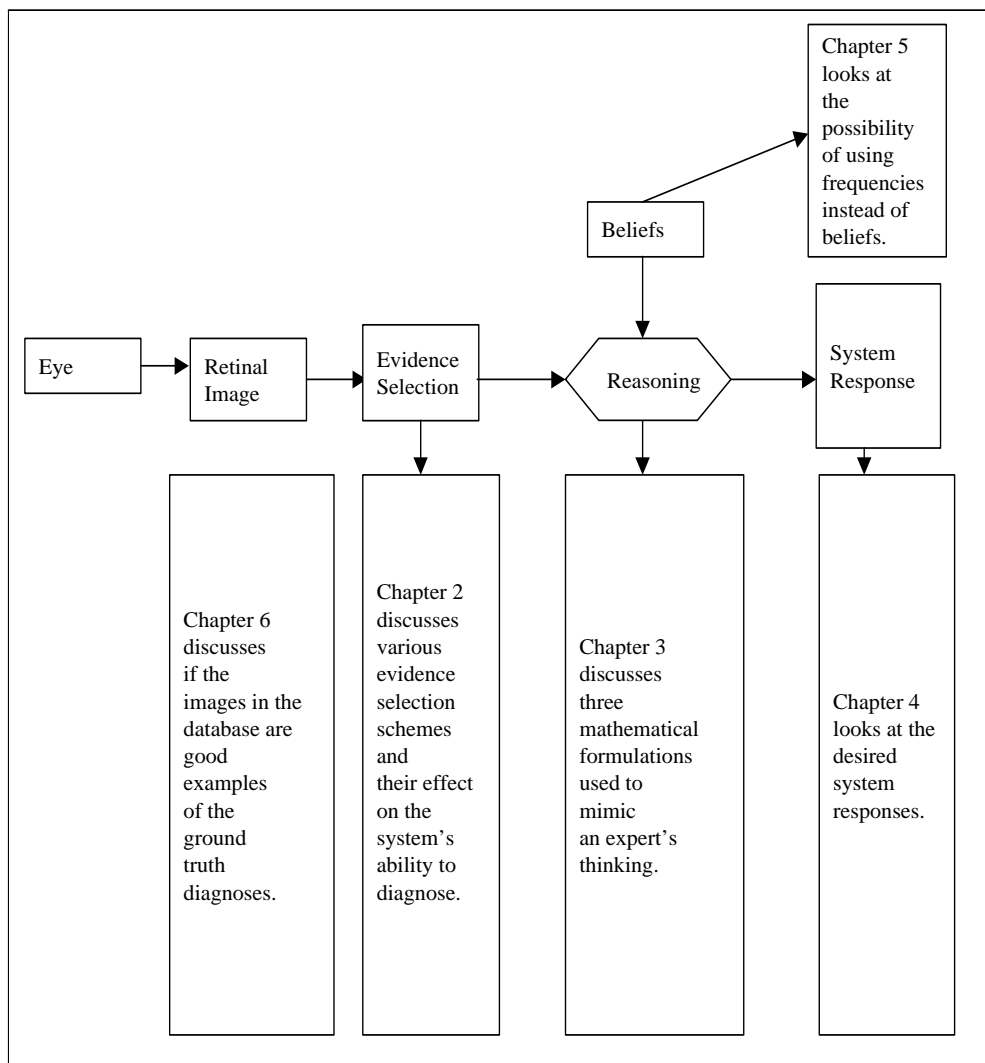 Chapter 5
looks at
the
possibility
of using
frequencies
instead of
beliefs.
Beliefs
Eye
Retinal
Image
Evidence
Selection
Reasoning
System
Response
Chapter 6
discusses
if the
images in the
database are
good
examples
of the
ground
truth
diagnoses.
Chapter 2
discusses
various
evidence
selection
schemes
and
their effect
on the
system’s
ability to
diagnose.
Chapter 3
discusses
three
mathematical
formulations
used to
mimic
an expert’s
thinking.
Chapter 4
looks at the
desired
system
responses.